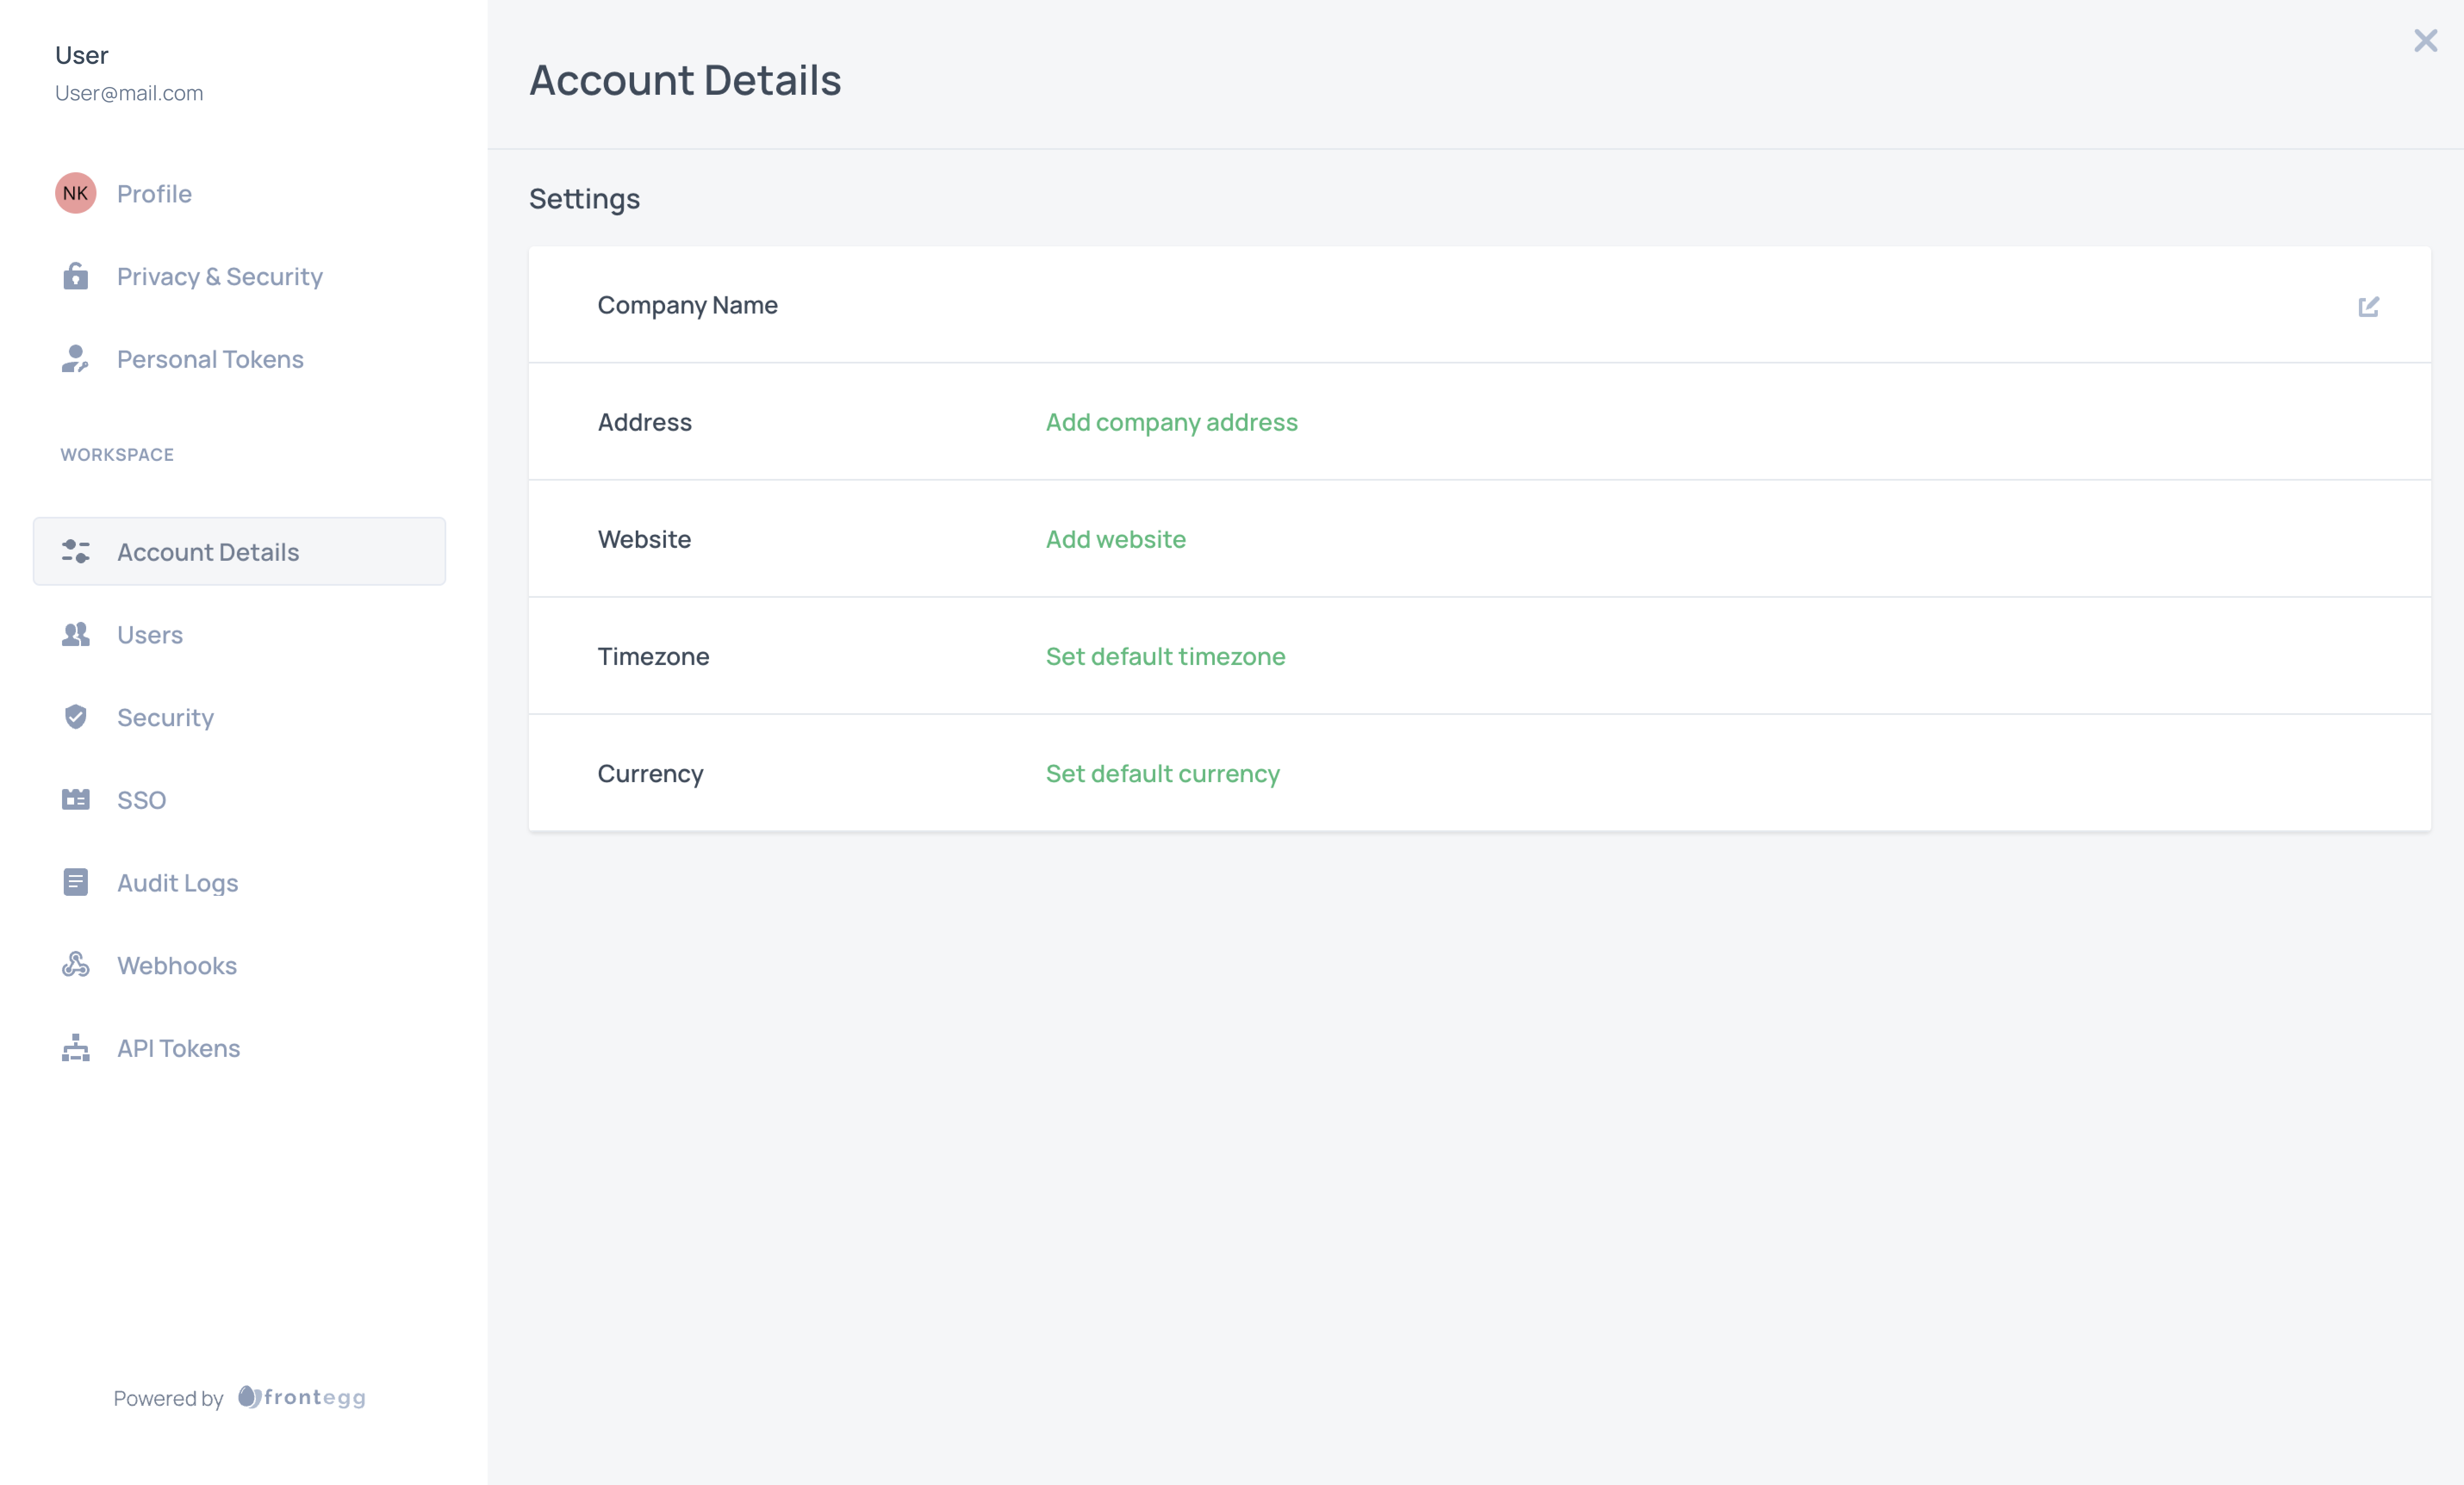 User
User@mail.com
NK Profile
Privacy & Security
Personal Tokens
WORKSPACE
Account Details
Users
Security
SSO
Audit Logs
Webhooks
API Tokens
Powered by frontegg
Account Details
Settings
Company Name
Address Add company address
Website Add website
Timezone Set default timezone
Currency Set default currency